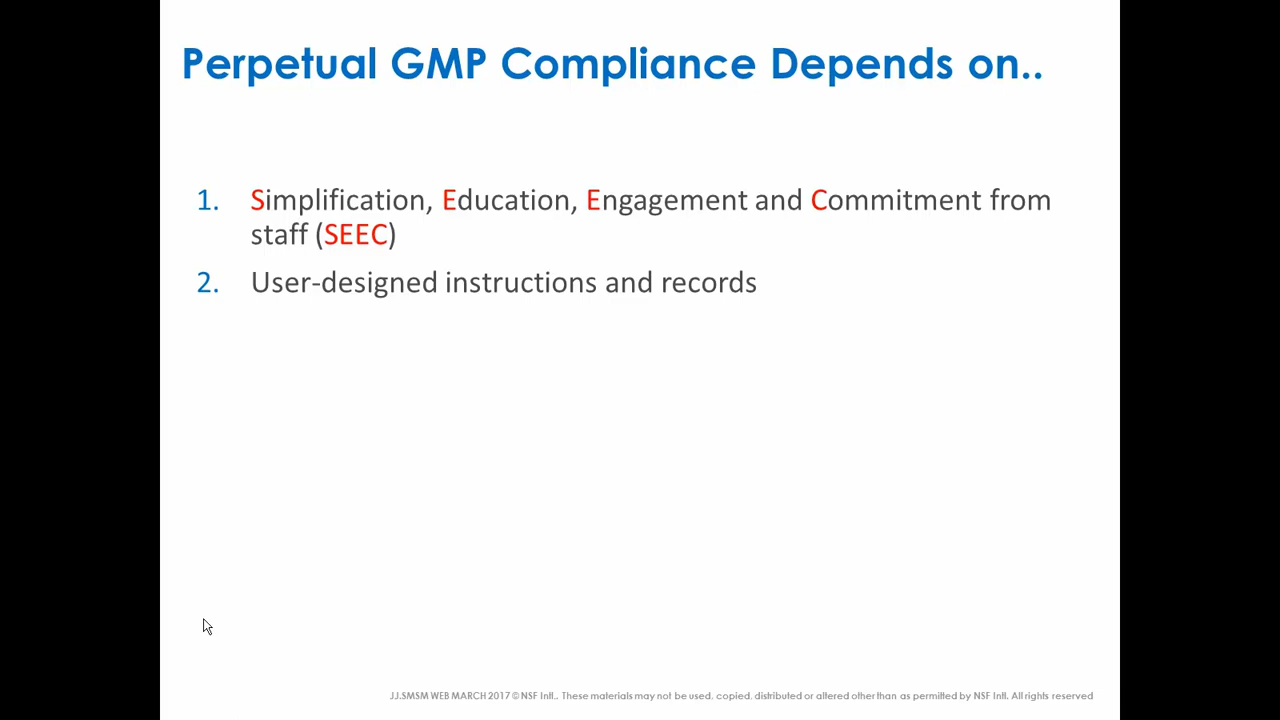 Perpetual GMP Compliance Depends on..
1. Simplification, Education, Engagement and Commitment from
staff (SEEC)
2. User-designed instructions and records
J.J.SMSM WEB MARCH 2017 © NSF Intl.. These materials may not be used, copied, distributed or altered other than as permitted by NSF Intl. All rights reserved